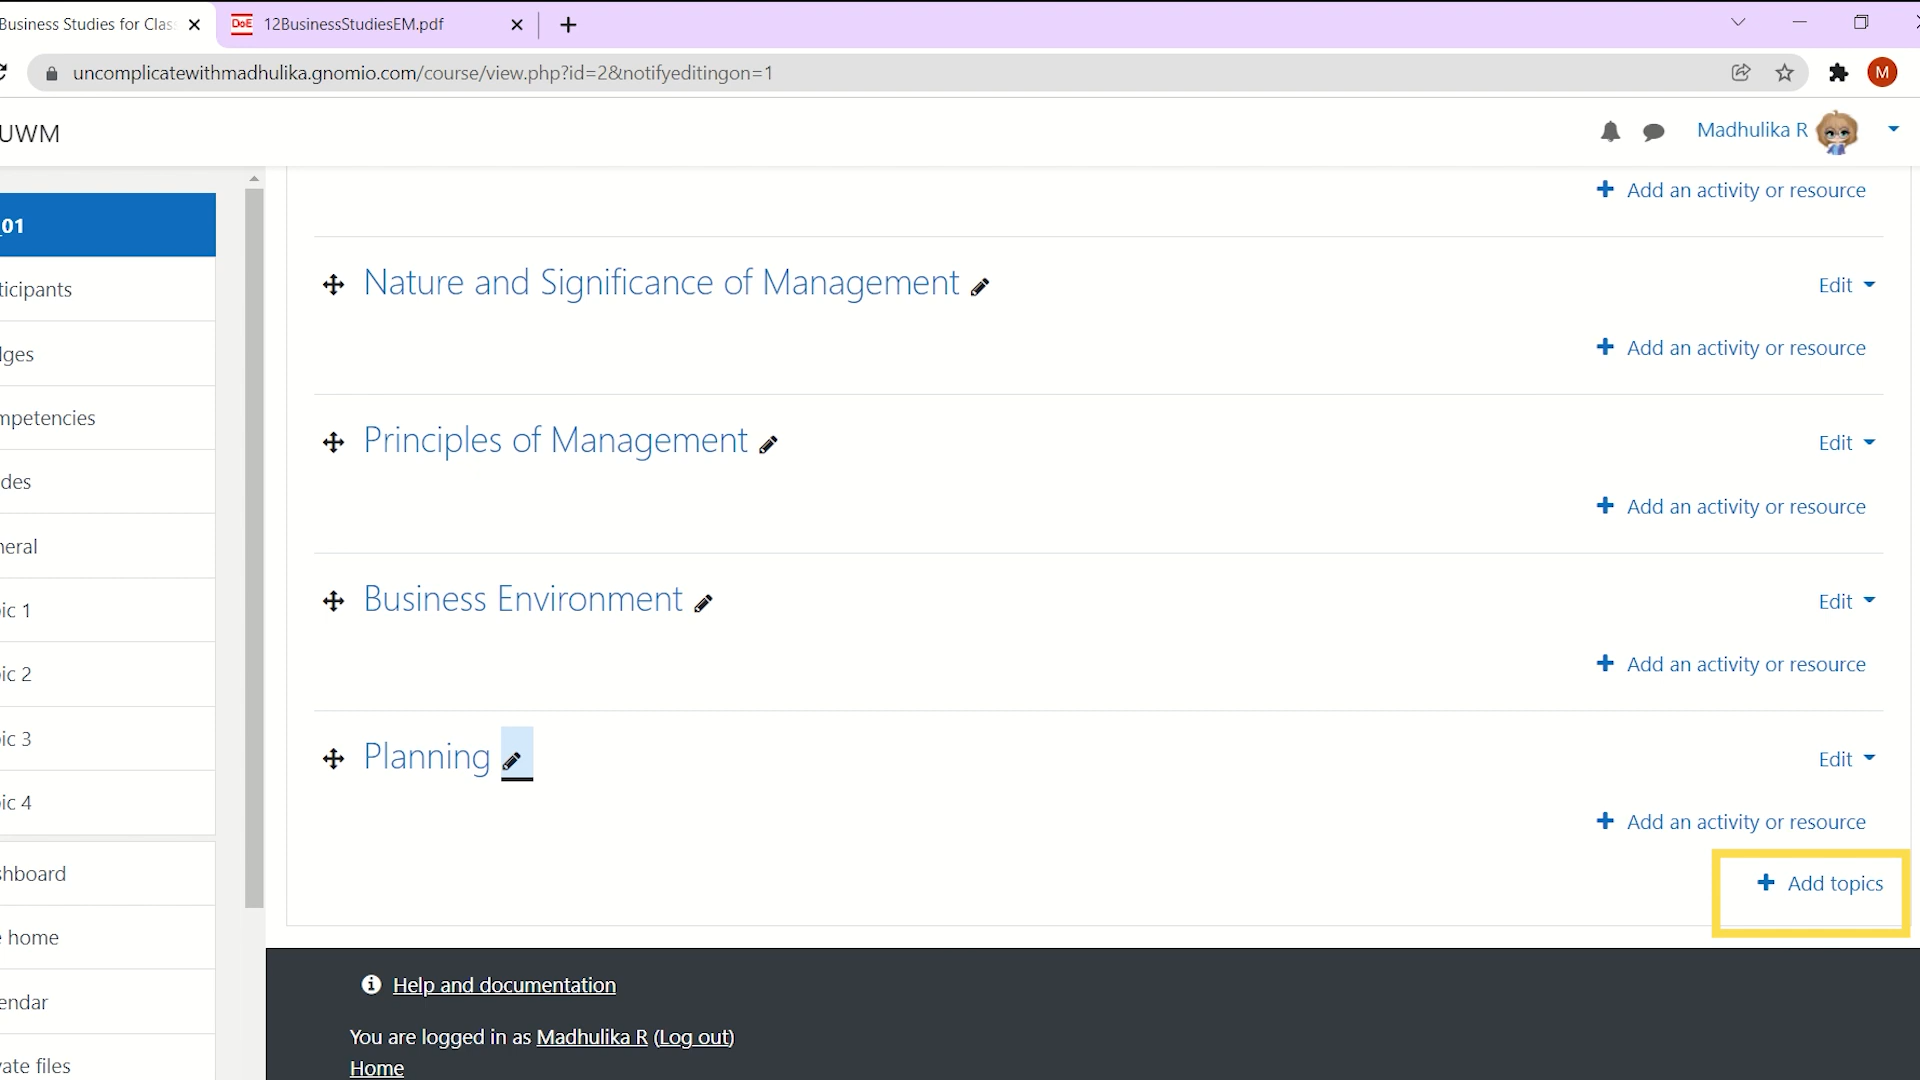 Business Studies for Clas
DoE 12BusinessStudiesEM.pdf
uncomplicatewithmadhulika.gnomio.com/course/view.php?id=2&notifyeditingon=1
M
UWM
Madhulika R
_01
ticipants
lges
mpetencies
des
neral
ic 1
ic 2
ic 3
ic 4
shboard
e home
endar
vate files
Add an activity or resource
Nature and Significance of Management
Edit
Add an activity or resource
Principles of Management
Edit
Add an activity or resource
Business Environment
Edit
Add an activity or resource
Planning
Edit
Add an activity or resource
Add topics
Help and documentation
You are logged in as Madhulika R (Log out)
Home